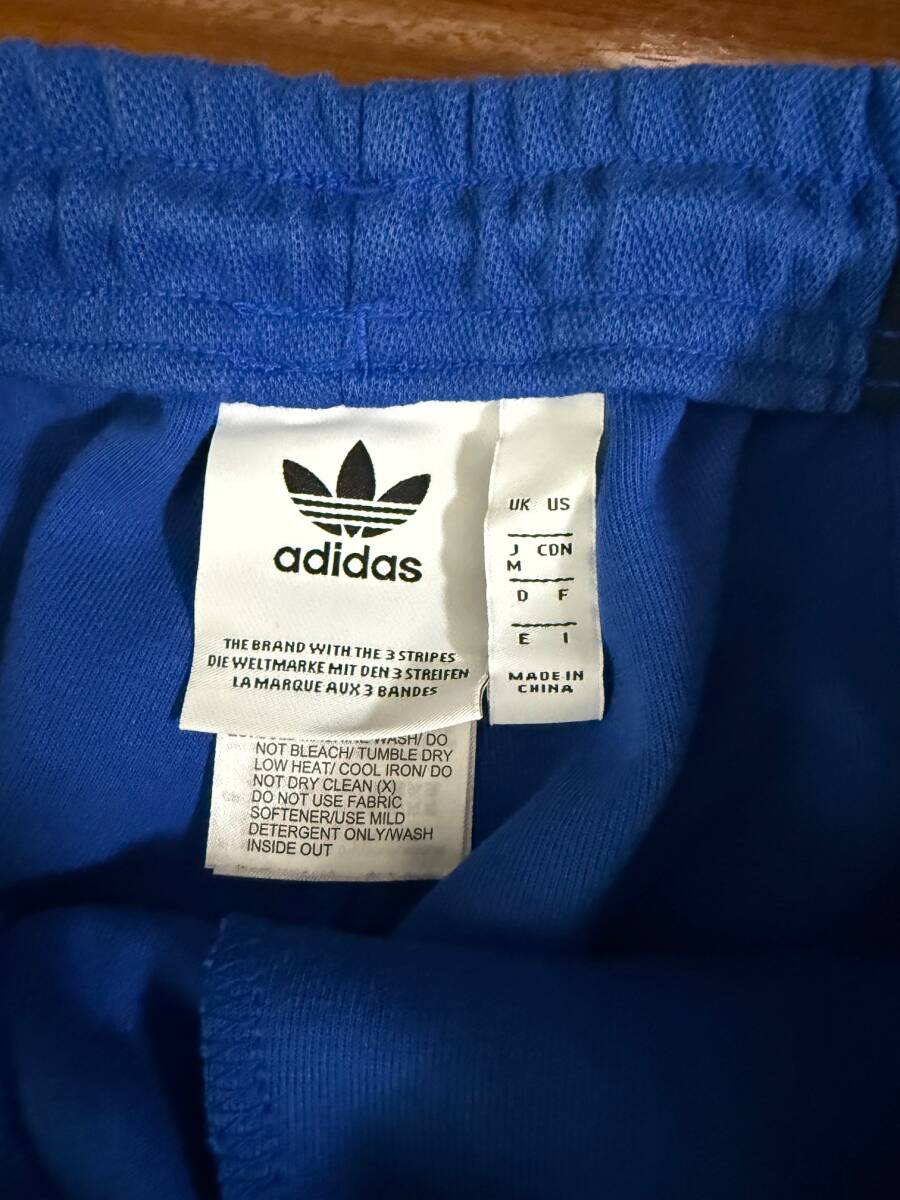 adidas
THE BRAND WITH THE 3 STRIPES
DIE WELTMARKE MIT DEN 3 STREIFEN
LA MARQUE AUX 3 BANDES
UK US
J CDN
M
D F
E I
MADE IN
CHINA
WASH/ DO
NOT BLEACH/ TUMBLE DRY
LOW HEAT/ COOL IRON/ DO
NOT DRY CLEAN (X)
DO NOT USE FABRIC
SOFTENER/USE MILD
DETERGENT ONLY/WASH
INSIDE OUT